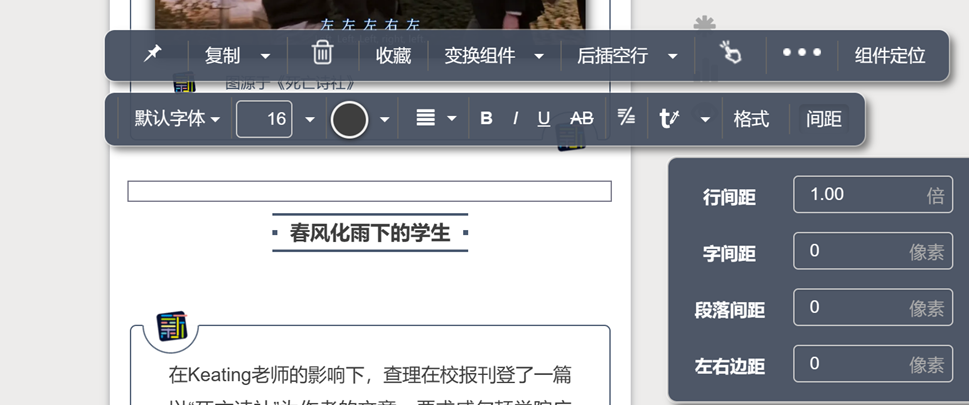 左 左 左 右 左
复制
收藏
变换组件
后插空行
组件定位
图源于《死亡诗社》
默认字体
16
B
I
U
AB
格式
间距
行间距 1.00 倍
字间距 0 像素
段落间距 0 像素
左右边距 0 像素
春风化雨下的学生
在Keating老师的影响下，查理在校报刊登了一篇